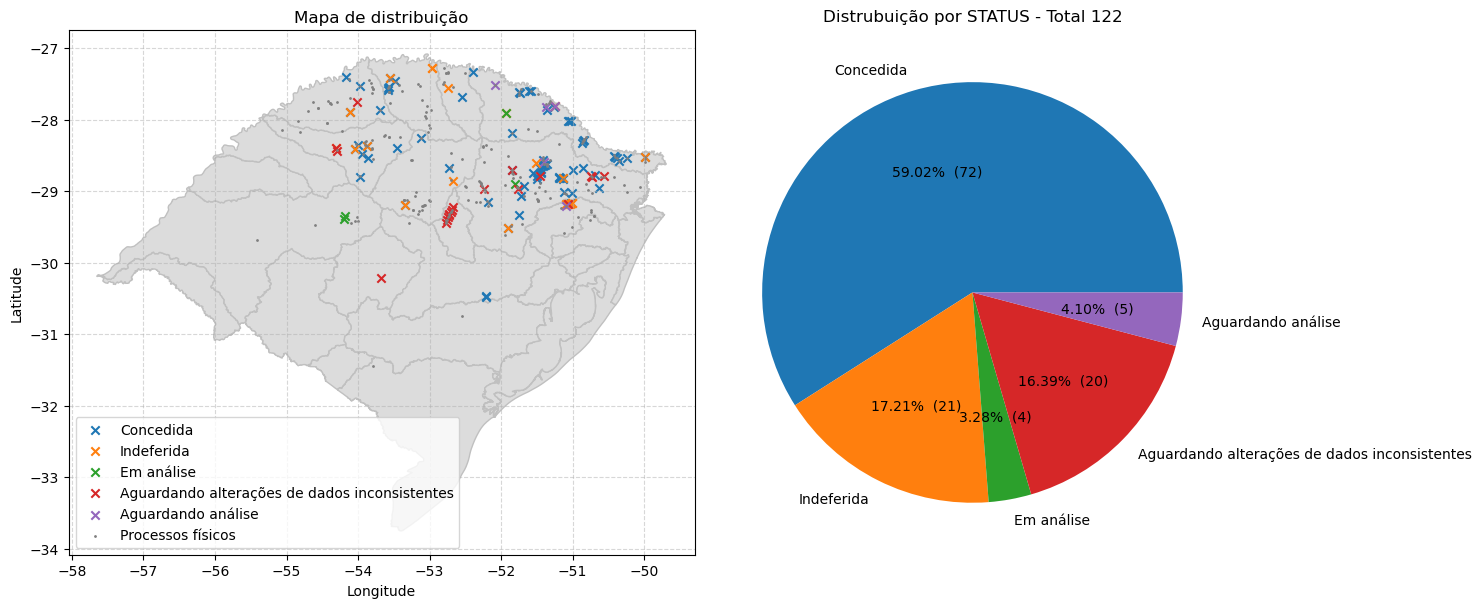 Mapa de distribuição
−27
−28
−29
−30
−31
−32
−33
−34
Latitude
Concedida
Indeferida
Em análise
Aguardando alterações de dados inconsistentes
Aguardando análise
Processos físicos
−58
−57
−56
−55
−54
−53
−52
−51
−50
Longitude
Distrubuição por STATUS - Total 122
Concedida
59.02%  (72)
4.10%  (5)
Aguardando análise
16.39%  (20)
17.21%  (21)
3.28%  (4)
Aguardando alterações de dados inconsistentes
Indeferida
Em análise